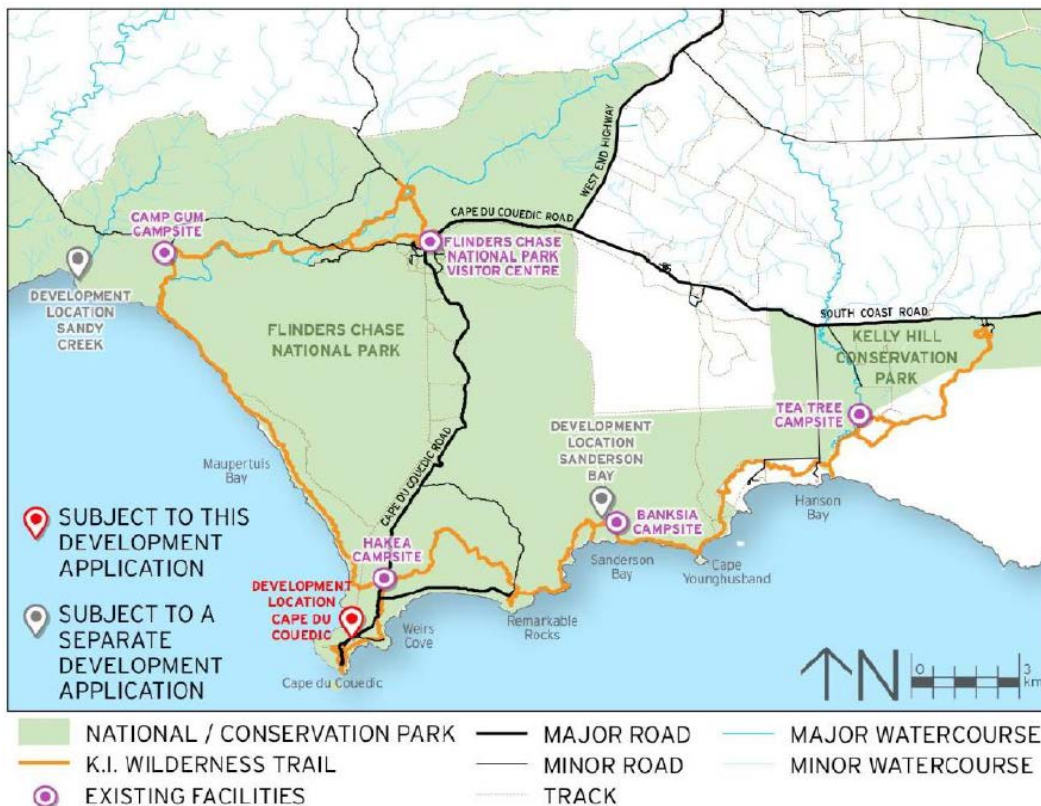 WEST END HIGHWAY
CAPE DU COUEDIC ROAD
CAMP GUM
CAMPSITE
FLINDERS CHASE
NATIONAL PARK
VISITOR CENTRE
DEVELOPMENT
LOCATION
SANDY
CREEK
SOUTH COAST ROAD
FLINDERS CHASE
NATIONAL PARK
KELLY HILL
CONSERVATION
PARK
TEA TREE
CAMPSITE
DEVELOPMENT
LOCATION
SANDERSON
BAY
CAPE DU COUEDIC ROAD
Maupertuis
Bay
Hanson
Bay
BANKSIA
CAMPSITE
HAKEA
CAMPSITE
Sanderson
Bay
Cape
Younghusband
DEVELOPMENT
LOCATION
CAPE DU
COUEDIC
Remarkable
Rocks
Weirs
Cove
Cape du Couedic
SUBJECT TO THIS
DEVELOPMENT
APPLICATION
SUBJECT TO A
SEPARATE
DEVELOPMENT
APPLICATION
N
0 3
km
NATIONAL / CONSERVATION PARK
K.I. WILDERNESS TRAIL
EXISTING FACILITIES
MAJOR ROAD
MINOR ROAD
TRACK
MAJOR WATERCOURSE
MINOR WATERCOURSE